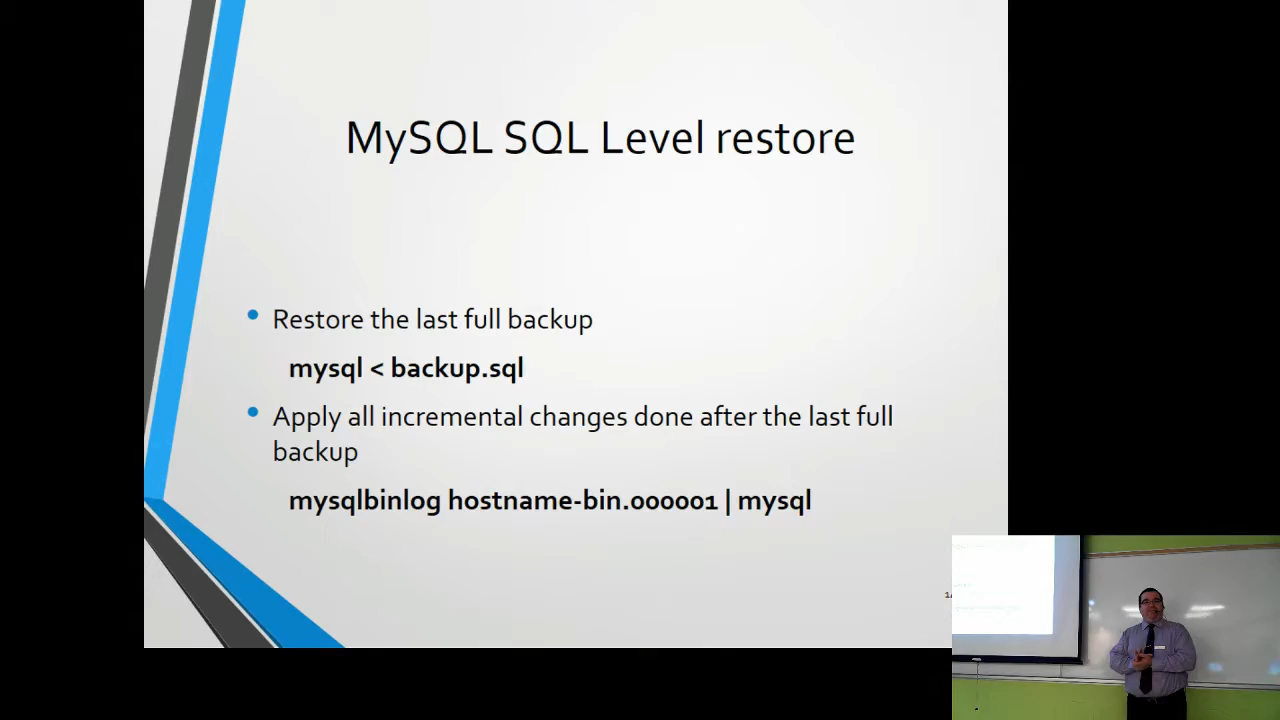 MySQL SQL Level restore
Restore the last full backup
mysql < backup.sql
Apply all incremental changes done after the last full
backup
mysqlbinlog hostname-bin.000001 | mysql